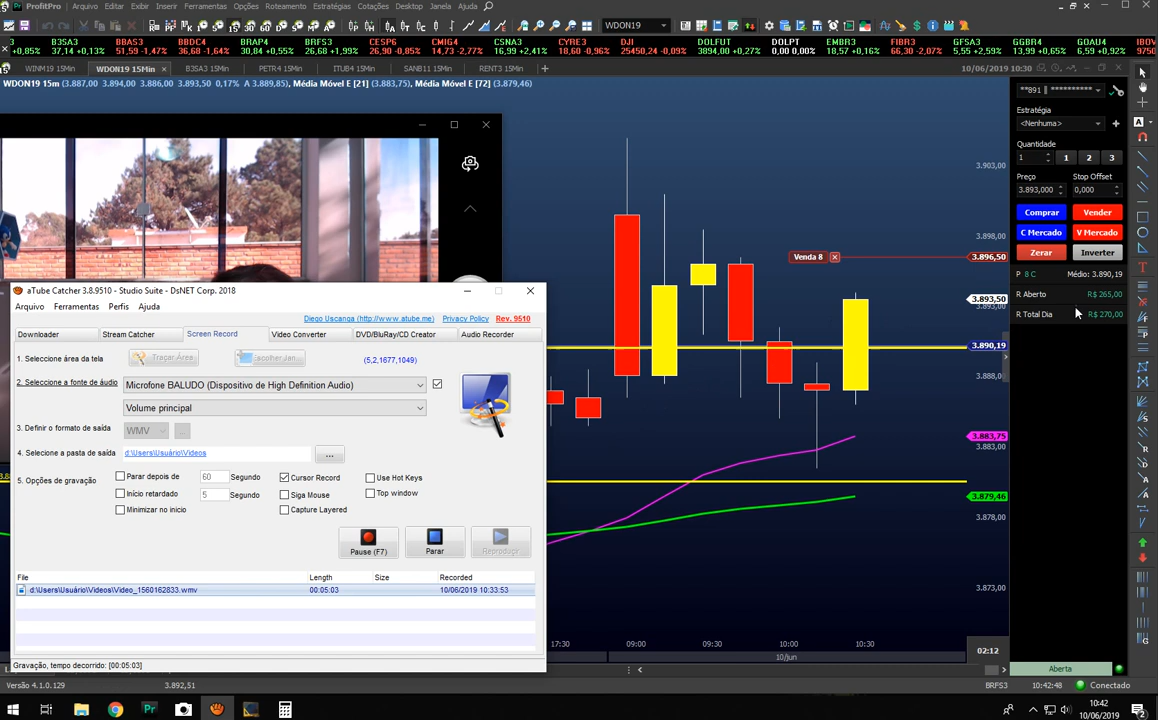 ProfitPro
Arquivo Editar Exibir Inserir Ferramentas Opções Roteamento Estratégias Cotações Desktop Janela Ajuda
WDON19
B3SA3 BBAS3 BBDC4 BRAP4 BRFS3 CESP6 CMIG4 CSNA3 CYRE3 DJI DOLFUT DOLPT EMBR3 FIBR3 GFSA3 GGBR4 GOAU4 IBOV
+0,85% 37,14 +0,13% 51,59 -1,47% 36,68 -1,64% 30,84 +0,55% 26,68 +1,99% 26,90 -0,85% 14,73 -2,77% 16,99 +2,41% 18,60 -0,96% 25450,24 -0,09% 3894,00 +0,27% 0,00 0,00% 18,57 +0,16% 66,30 -2,07% 5,55 +2,59% 13,99 +0,65% 6,59 +0,92% 9750
WINM19 15Min WDON19 15Min B3SA3 15Min PETR4 15Min ITUB4 15Min SANB11 15Min RENT3 15Min
10/06/2019 10:30
WDON19 15m (3.887,00 3.894,00 3.886,00 3.893,50 0,17% A 3.889,85), Média Móvel E [21] (3.883,75), Média Móvel E [72] (3.879,46)
**891 || **********
Estratégia
<Nenhuma>
Quantidade
1 1 2 3
Preço Stop Offset
3.893,000 0,000
Comprar Vender
C Mercado V Mercado
Zerar Inverter
P 8 C Médio: 3.890,19
R Aberto R$ 265,00
R Total Dia R$ 270,00
Aberta
3.903,00
3.898,00
Venda 8
3.896,50
3.893,50
3.893,00
3.890,19
3.888,00
3.883,75
3.883,00
3.879,46
3.878,00
3.873,00
17:30 09:00 09:30 10:00 10:30
10/jun
02:12
aTube Catcher 3.8.9510 - Studio Suite - DsNET Corp. 2018
Arquivo Ferramentas Perfis Ajuda
Diego Uscanga (http://www.atube.me) Privacy Policy Rev. 9510
Downloader Stream Catcher Screen Record Video Converter DVD/BluRay/CD Creator Audio Recorder
1. Seleccione área da tela Traçar Área Escolher Jan... (5,2,1677,1049)
2. Seleccione a fonte de áudio Microfone BALUDO (Dispositivo de High Definition Audio)
Volume principal
3. Definir o formato de saída WMV ...
4. Selecione a pasta de saída d:\Users\Usuário\Videos ...
5. Opções de gravação
Parar depois de 60 Segundo Cursor Record Use Hot Keys
Início retardado 5 Segundo Siga Mouse Top window
Minimizar no inicio Capture Layered
Pause (F7) Parar Reproduzir
File Length Size Recorded
d:\Users\Usuário\Videos\Video_1560162833.wmv 00:05:03 10/06/2019 10:33:53
Gravação, tempo decorrido: [00:05:03]
Versão 4.1.0.129 3.892,51 BRFS3 10:42:48 Conectado
10:42
10/06/2019
2